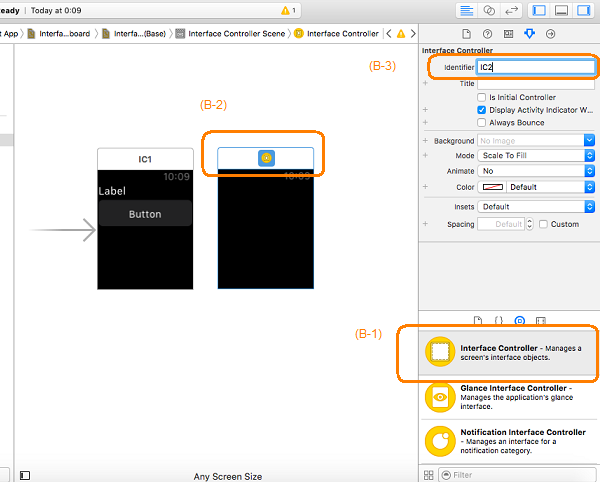 Ready | Today at 0:09
1
t App
Interfa...board
Interfa...(Base)
Interface Controller Scene
Interface Controller
Interface Controller
(B-3)
Identifier
IC2
Title
Is Initial Controller
(B-2)
Display Activity Indicator W...
Always Bounce
Background
No Image
Mode
Scale To Fill
Animate
No
Color
Default
Insets
Default
Spacing
Default
Custom
IC1
10:09
10:09
Label
Button
(B-1)
Interface Controller - Manages a
screen's interface objects.
Glance Interface Controller -
Manages the application's glance
interface.
Notification Interface Controller
- Manages an interface for a
notification category.
Any Screen Size
Filter